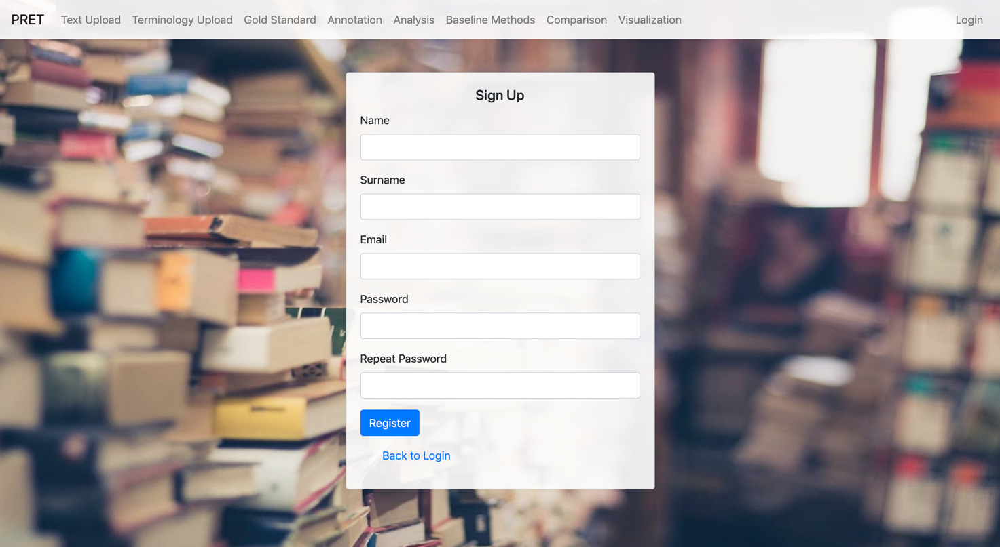 PRET Text Upload Terminology Upload Gold Standard Annotation Analysis Baseline Methods Comparison Visualization Login
Sign Up
Name
Surname
Email
Password
Repeat Password
Register
Back to Login